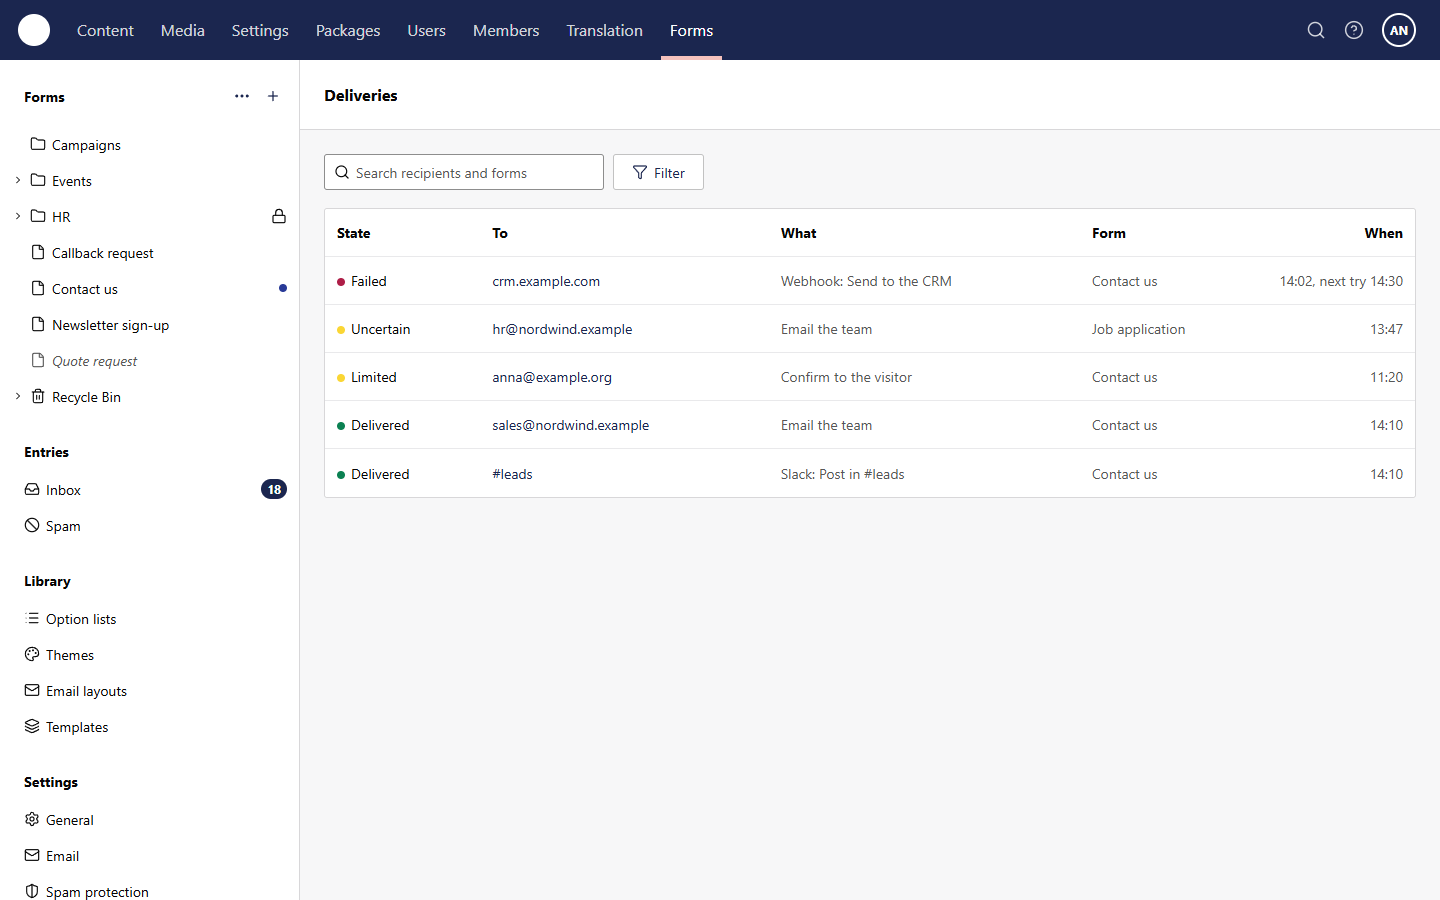 Content Media Settings Packages Users Members Translation Forms AN
Forms
Campaigns
Events
HR
Callback request
Contact us
Newsletter sign-up
Quote request
Recycle Bin
Entries
Inbox 18
Spam
Library
Option lists
Themes
Email layouts
Templates
Settings
General
Email
Spam protection
Deliveries
Search recipients and forms Filter
State To What Form When
Failed crm.example.com Webhook: Send to the CRM Contact us 14:02, next try 14:30
Uncertain hr@nordwind.example Email the team Job application 13:47
Limited anna@example.org Confirm to the visitor Contact us 11:20
Delivered sales@nordwind.example Email the team Contact us 14:10
Delivered #leads Slack: Post in #leads Contact us 14:10